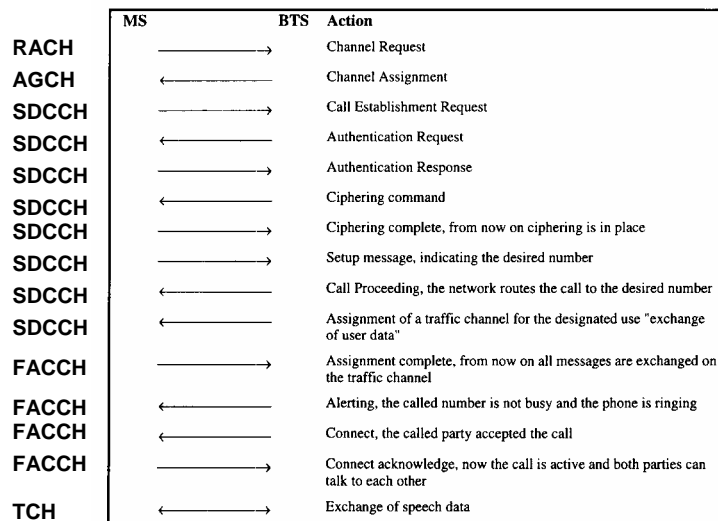 MS BTS Action
RACH Channel Request
AGCH Channel Assignment
SDCCH Call Establishment Request
SDCCH Authentication Request
SDCCH Authentication Response
SDCCH Ciphering command
SDCCH Ciphering complete, from now on ciphering is in place
SDCCH Setup message, indicating the desired number
SDCCH Call Proceeding, the network routes the call to the desired number
SDCCH Assignment of a traffic channel for the designated use "exchange
of user data"
FACCH Assignment complete, from now on all messages are exchanged on
the traffic channel
FACCH Alerting, the called number is not busy and the phone is ringing
FACCH Connect, the called party accepted the call
FACCH Connect acknowledge, now the call is active and both parties can
talk to each other
TCH Exchange of speech data